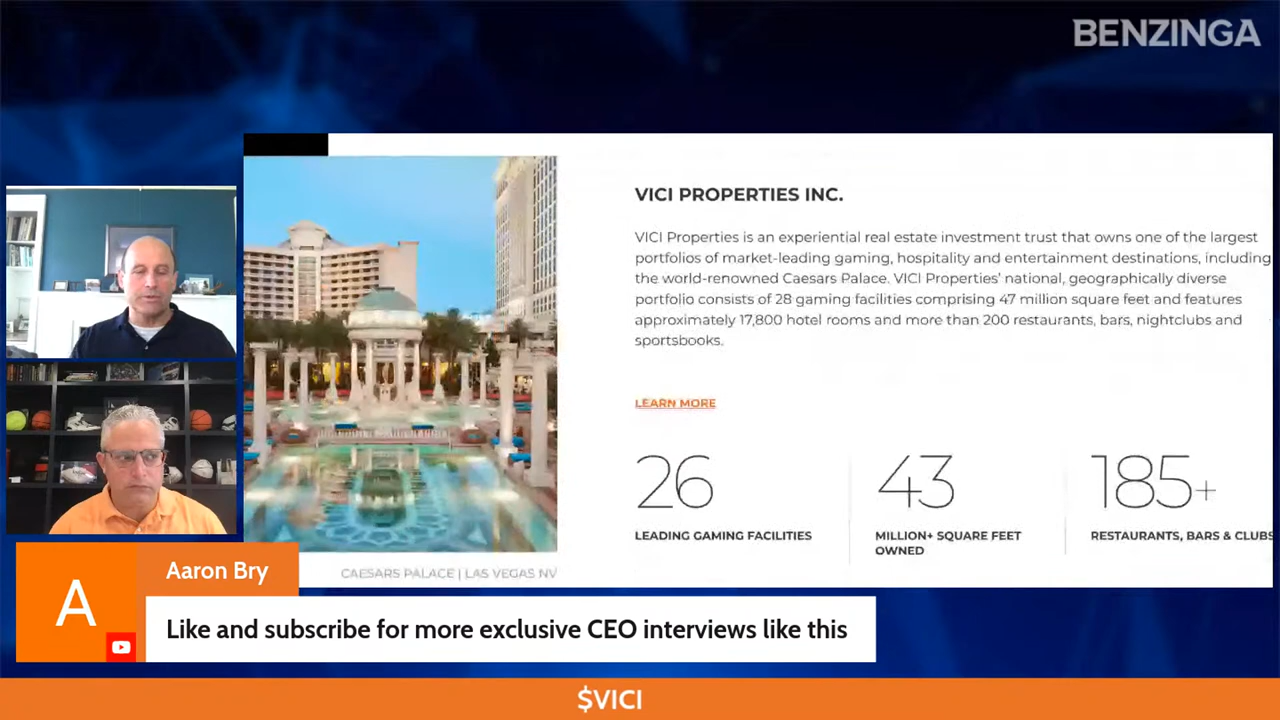 BENZINGA
VICI PROPERTIES INC.
VICI Properties is an experiential real estate investment trust that owns one of the largest
portfolios of market-leading gaming, hospitality and entertainment destinations, including
the world-renowned Caesars Palace. VICI Properties' national, geographically diverse
portfolio consists of 28 gaming facilities comprising 47 million square feet and features
approximately 17,800 hotel rooms and more than 200 restaurants, bars, nightclubs and
sportsbooks.
LEARN MORE
26
LEADING GAMING FACILITIES
43
MILLION+ SQUARE FEET
OWNED
185+
RESTAURANTS, BARS & CLUBS
CAESARS PALACE | LAS VEGAS NV
A
Aaron Bry
Like and subscribe for more exclusive CEO interviews like this
$VICI